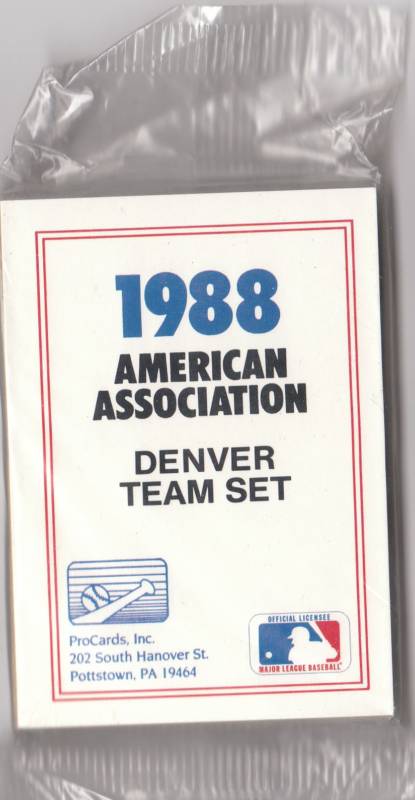 1988
AMERICAN
ASSOCIATION
DENVER
TEAM SET
ProCards, Inc.
202 South Hanover St.
Pottstown, PA 19464
OFFICIAL LICENSEE
MAJOR LEAGUE BASEBALL